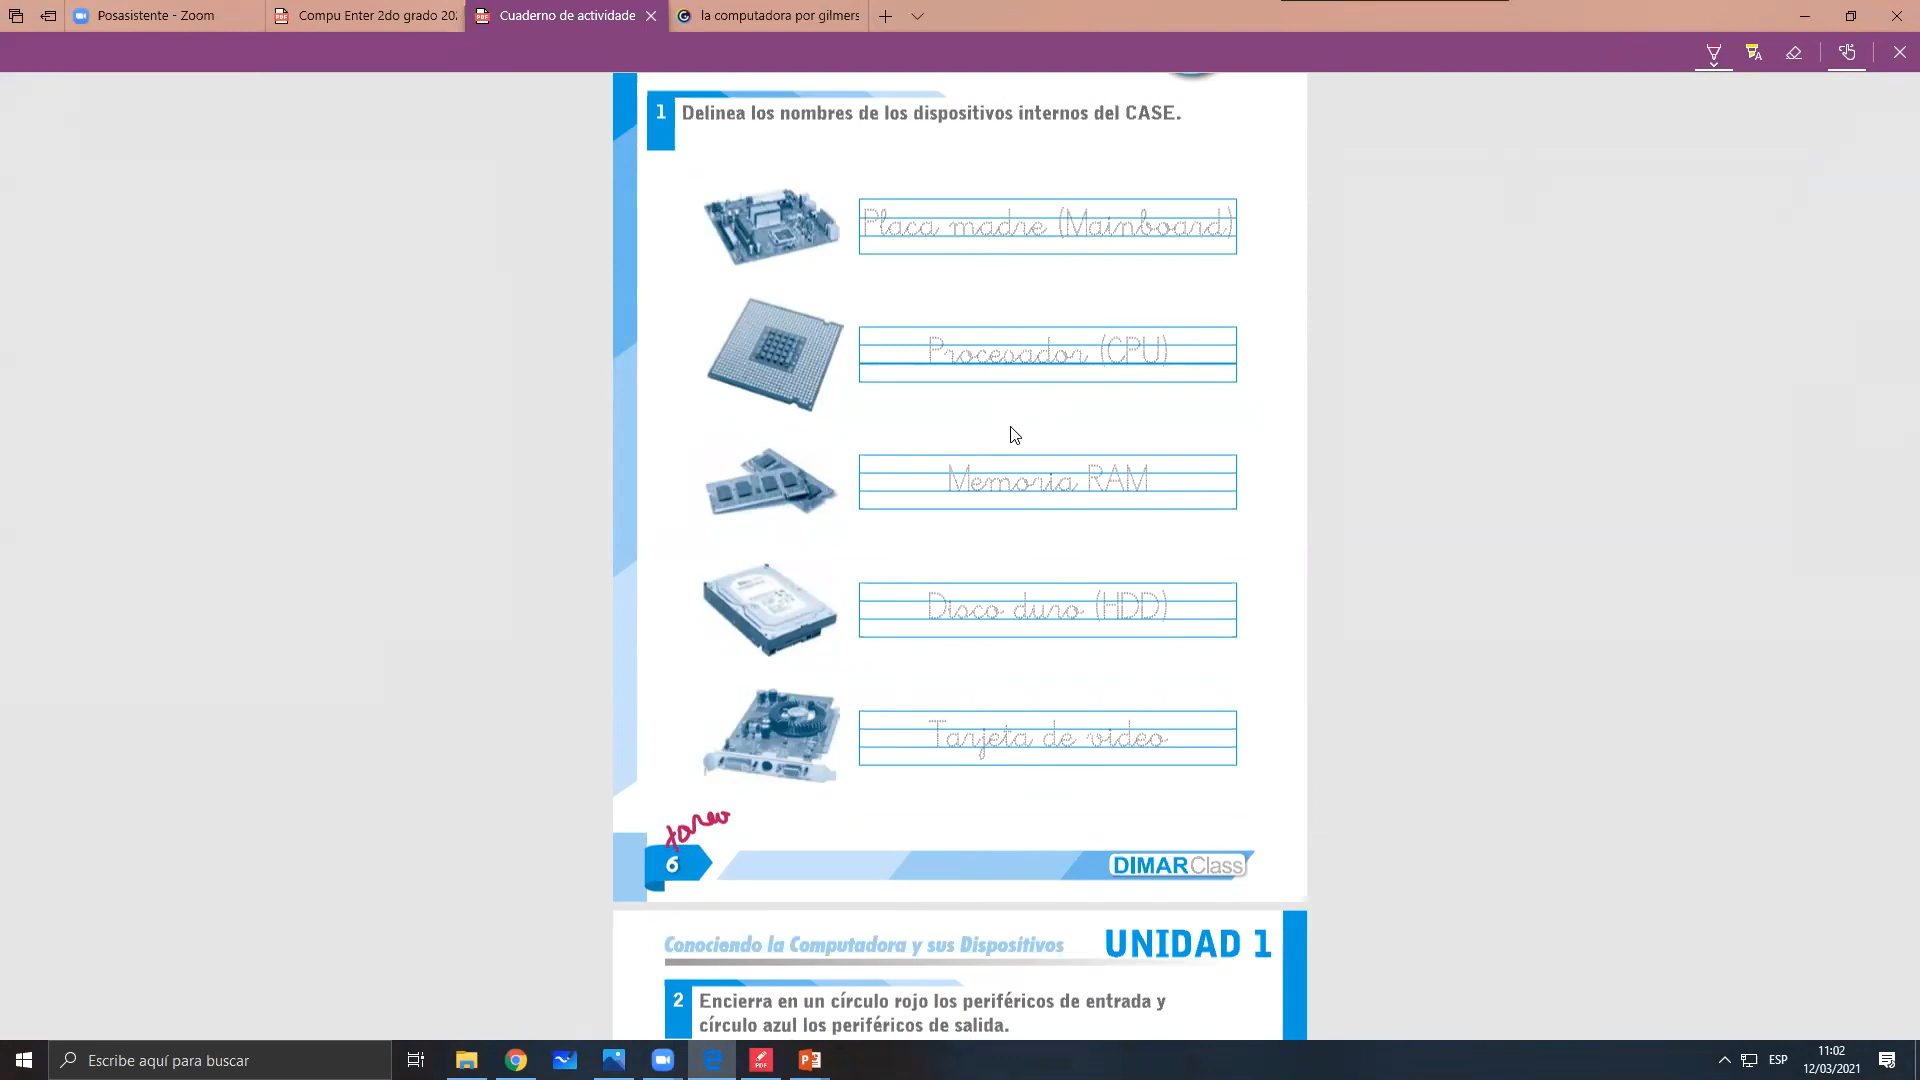 Posasistente - Zoom
Compu Enter 2do grado 202
Cuaderno de actividade
la computadora por gilmers
1 Delinea los nombres de los dispositivos internos del CASE.
Placa madre (Mainboard)
Procesador (CPU)
Memoria RAM
Disco duro (HDD)
Tarjeta de video
tarea
6
DIMARClass
Conociendo la Computadora y sus Dispositivos
UNIDAD 1
2 Encierra en un círculo rojo los periféricos de entrada y
círculo azul los periféricos de salida.
Escribe aquí para buscar
ESP
11:02
12/03/2021